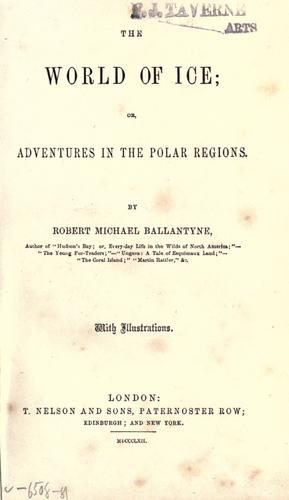 F. J. TAVERNE
ARTS
THE
WORLD OF ICE;
OR,
ADVENTURES IN THE POLAR REGIONS.
BY
ROBERT MICHAEL BALLANTYNE,
Author of "Hudson's Bay; or, Every-day Life in the Wilds of North America;"—
"The Young Fur-Traders;"—"Ungava: A Tale of Esquimaux Land;"—
"The Coral Island;" "Martin Rattler," &c.
With Illustrations.
LONDON:
T. NELSON AND SONS, PATERNOSTER ROW;
EDINBURGH; AND NEW YORK.
MDCCCLXII.